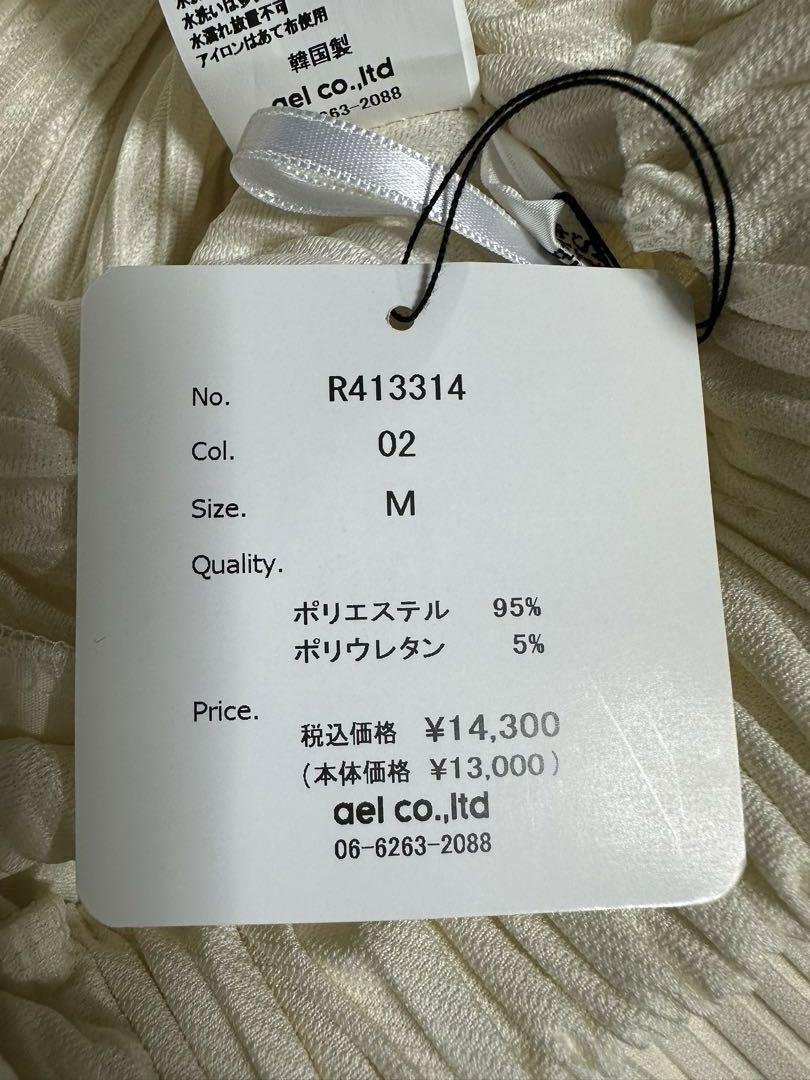 水洗いは
水濡れ放置不可
アイロンはあて布使用
韓国製
ael co.,ltd
63-2088
No. R413314
Col. 02
Size. M
Quality.
ポリエステル 95%
ポリウレタン 5%
Price.
税込価格 ¥14,300
(本体価格 ¥13,000)
ael co.,ltd
06-6263-2088